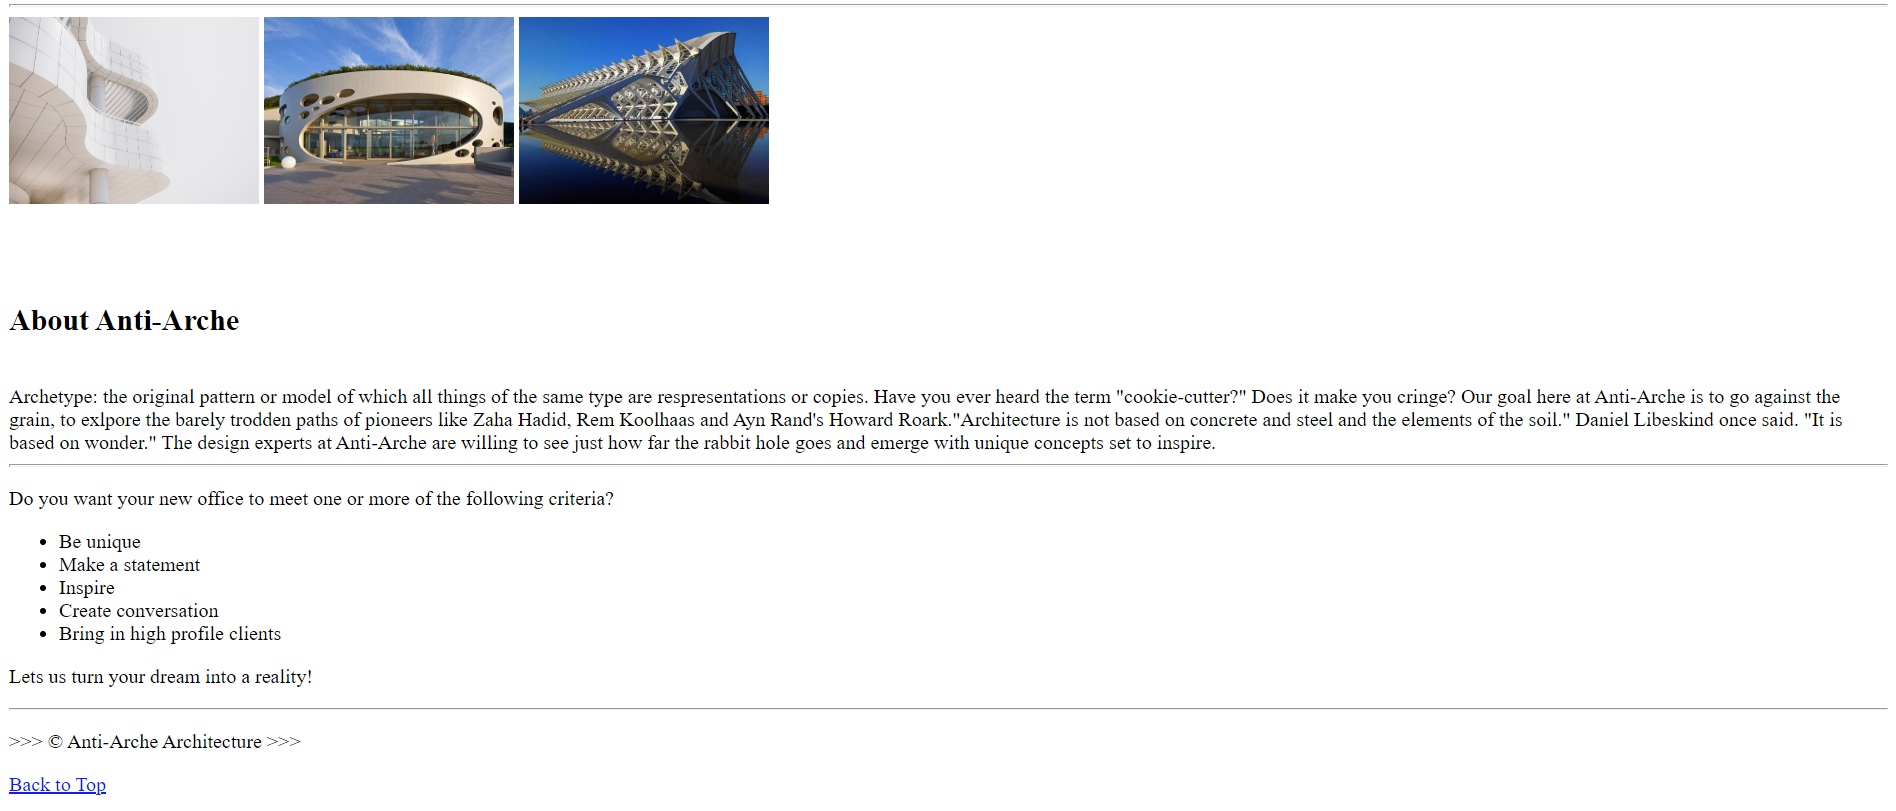 About Anti-Arche
Archetype: the original pattern or model of which all things of the same type are respresentations or copies. Have you ever heard the term "cookie-cutter?" Does it make you cringe? Our goal here at Anti-Arche is to go against the
grain, to exlpore the barely trodden paths of pioneers like Zaha Hadid, Rem Koolhaas and Ayn Rand's Howard Roark."Architecture is not based on concrete and steel and the elements of the soil." Daniel Libeskind once said. "It is
based on wonder." The design experts at Anti-Arche are willing to see just how far the rabbit hole goes and emerge with unique concepts set to inspire.
Do you want your new office to meet one or more of the following criteria?
• Be unique
• Make a statement
• Inspire
• Create conversation
• Bring in high profile clients
Lets us turn your dream into a reality!
>>> © Anti-Arche Architecture >>>
Back to Top